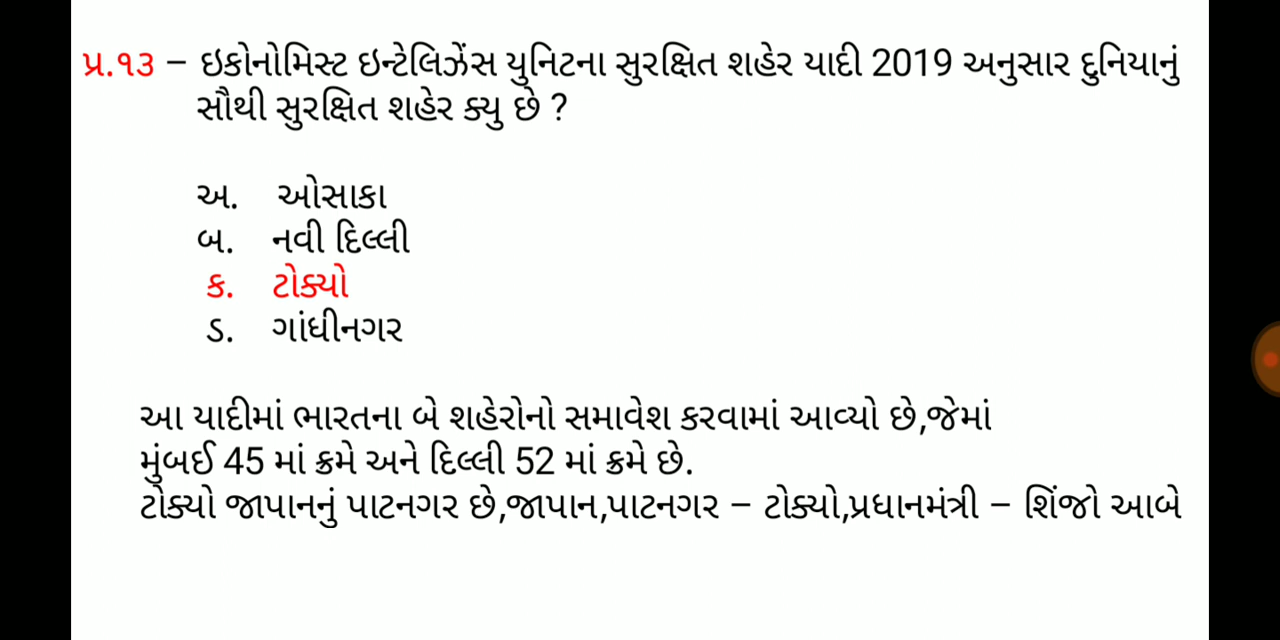 પ્ર.૧૩ – ઇકોનોમિસ્ટ ઇન્ટેલિઝેંસ યુનિટના સુરક્ષિત શહેર યાદી 2019 અનુસાર દુનિયાનું
સૌથી સુરક્ષિત શહેર ક્યુ છે ?
અ. ઓસાકા
બ. નવી દિલ્લી
ક. ટોક્યો
ડ. ગાંધીનગર
આ યાદીમાં ભારતના બે શહેરોનો સમાવેશ કરવામાં આવ્યો છે,જેમાં
મુંબઈ 45 માં ક્રમે અને દિલ્લી 52 માં ક્રમે છે.
ટોક્યો જાપાનનું પાટનગર છે,જાપાન,પાટનગર – ટોક્યો,પ્રધાનમંત્રી – શિંજો આબે